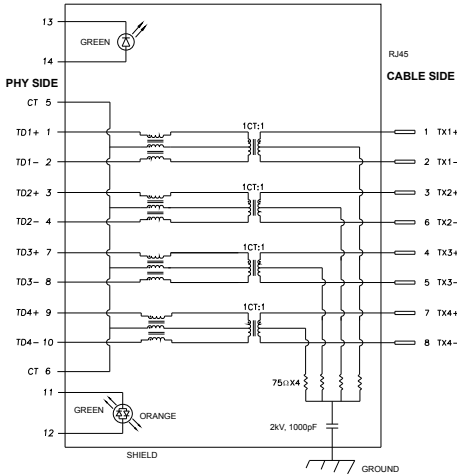 13
GREEN
14
RJ45
PHY SIDE
CABLE SIDE
CT 5
TD1+ 1
1CT:1
1 TX1+
TD1- 2
2 TX1-
TD2+ 3
1CT:1
3 TX2+
TD2- 4
6 TX2-
TD3+ 7
1CT:1
4 TX3+
TD3- 8
5 TX3-
TD4+ 9
1CT:1
7 TX4+
TD4- 10
8 TX4-
CT 6
75ΩX4
11
GREEN
ORANGE
12
2kV, 1000pF
SHIELD
GROUND